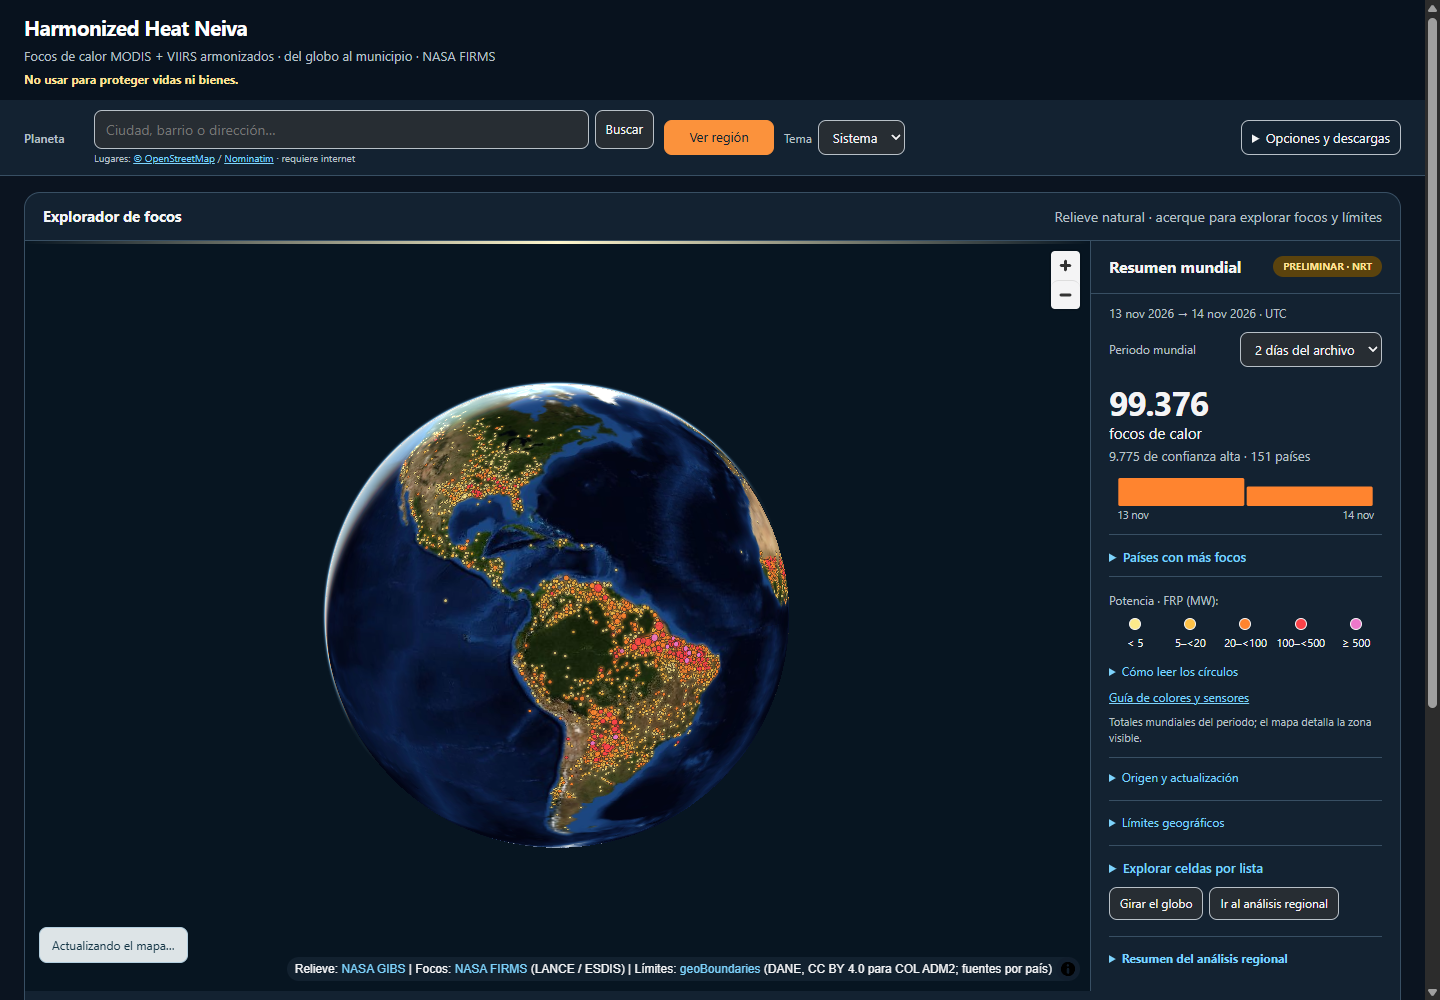 Harmonized Heat Neiva
Focos de calor MODIS + VIIRS armonizados · del globo al municipio · NASA FIRMS
No usar para proteger vidas ni bienes.
Planeta
Ciudad, barrio o dirección...
Buscar
Ver región
Tema
Sistema
Opciones y descargas
Lugares: © OpenStreetMap / Nominatim · requiere internet
Explorador de focos
Relieve natural · acerque para explorar focos y límites
+
−
Resumen mundial
PRELIMINAR · NRT
13 nov 2026 → 14 nov 2026 · UTC
Periodo mundial
2 días del archivo
99.376
focos de calor
9.775 de confianza alta · 151 países
13 nov
14 nov
Países con más focos
Potencia · FRP (MW):
< 5
5–<20
20–<100
100–<500
≥ 500
Cómo leer los círculos
Guía de colores y sensores
Totales mundiales del periodo; el mapa detalla la zona
visible.
Origen y actualización
Límites geográficos
Explorar celdas por lista
Girar el globo
Ir al análisis regional
Resumen del análisis regional
Actualizando el mapa...
Relieve: NASA GIBS | Focos: NASA FIRMS (LANCE / ESDIS) | Límites: geoBoundaries (DANE, CC BY 4.0 para COL ADM2; fuentes por país)